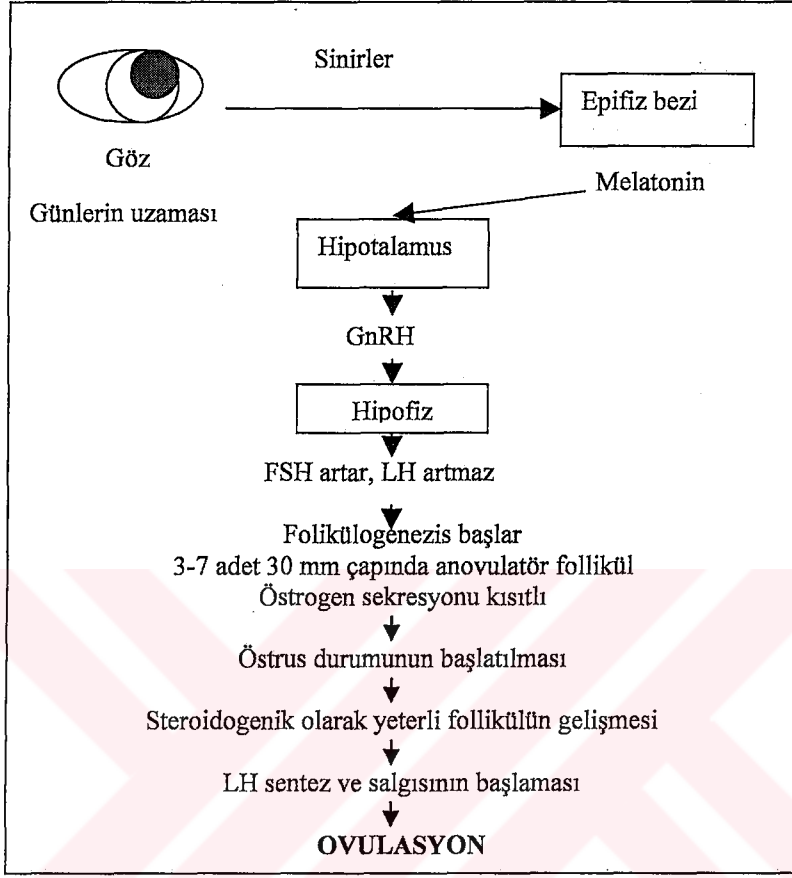 Sinirler
Epifiz bezi
Göz
Melatonin
Günlerin uzaması
Hipotalamus
GnRH
Hipofiz
FSH artar, LH artmaz
Folikülogenezis başlar
3-7 adet 30 mm çapında anovulatör follikül
Östrogen sekresyonu kısıtlı
Östrus durumunun başlatılması
Steroidogenik olarak yeterli follikülün gelişmesi
LH sentez ve salgısının başlaması
OVULASYON